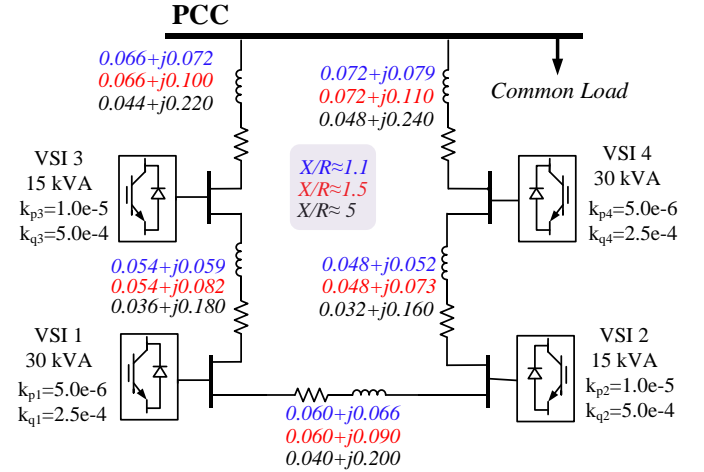 PCC
0.066+j0.072
0.066+j0.100
0.044+j0.220
0.072+j0.079
0.072+j0.110
0.048+j0.240
Common Load
VSI 3
15 kVA
kp3=1.0e-5
kq3=5.0e-4
X/R≈1.1
X/R≈1.5
X/R≈ 5
VSI 4
30 kVA
kp4=5.0e-6
kq4=2.5e-4
0.054+j0.059
0.054+j0.082
0.036+j0.180
0.048+j0.052
0.048+j0.073
0.032+j0.160
VSI 1
30 kVA
kp1=5.0e-6
kq1=2.5e-4
VSI 2
15 kVA
kp2=1.0e-5
kq2=5.0e-4
0.060+j0.066
0.060+j0.090
0.040+j0.200